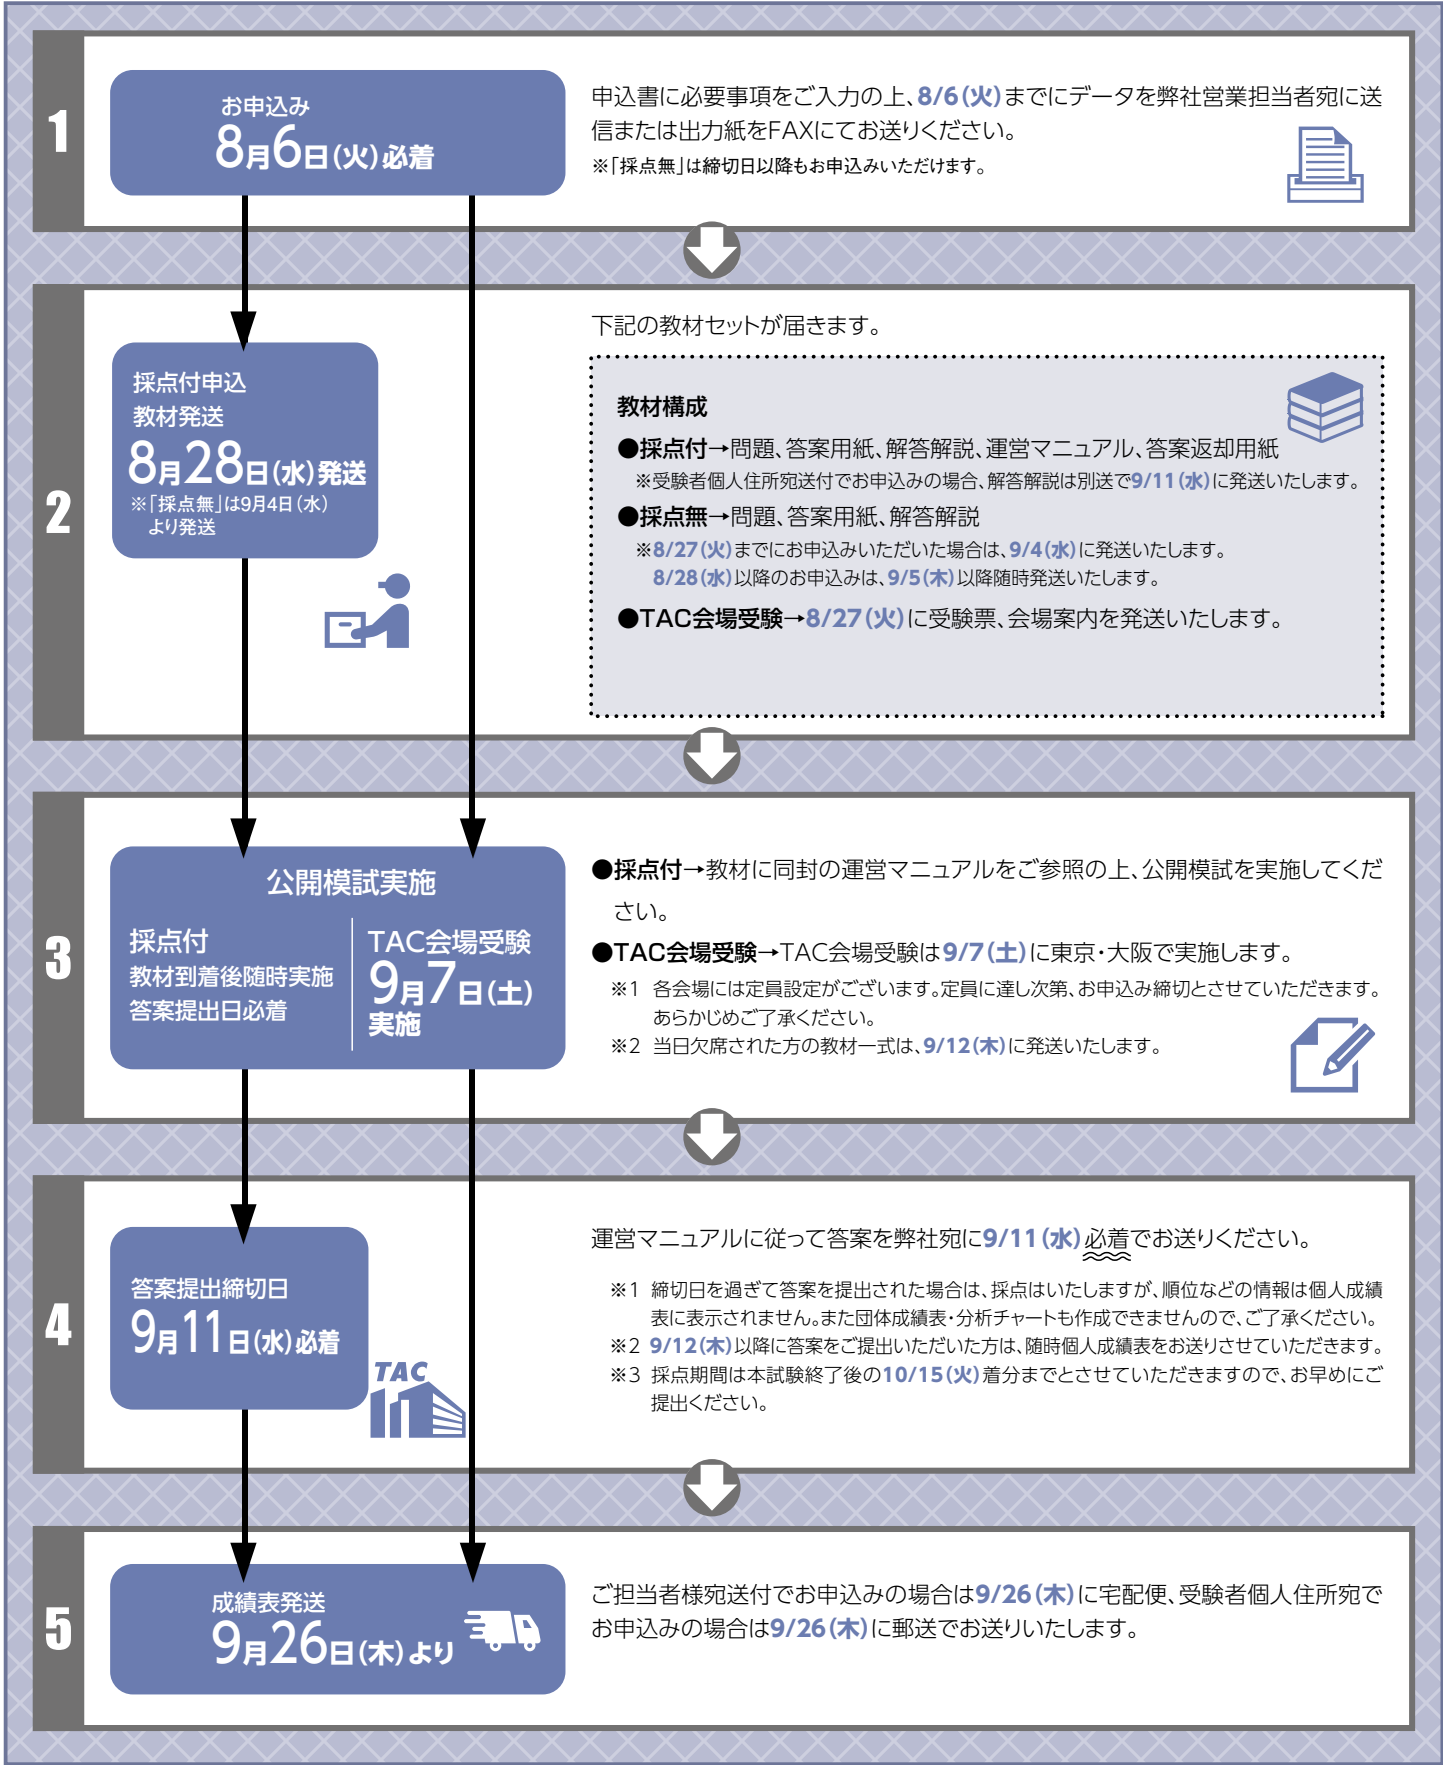 1
お申込み
8月6日(火)必着
申込書に必要事項をご入力の上、8/6(火)までにデータを弊社営業担当者宛に送
信または出力紙をFAXにてお送りください。
※「採点無」は締切日以降もお申込みいただけます。
2
採点付申込
教材発送
8月28日(水)発送
※「採点無」は9月4日(水)
より発送
下記の教材セットが届きます。
教材構成
●採点付→問題、答案用紙、解答解説、運営マニュアル、答案返却用紙
※受験者個人住所宛送付でお申込みの場合、解答解説は別送で9/11(水)に発送いたします。
●採点無→問題、答案用紙、解答解説
※8/27(火)までにお申込みいただいた場合は、9/4(水)に発送いたします。
8/28(水)以降のお申込みは、9/5(木)以降随時発送いたします。
●TAC会場受験→8/27(火)に受験票、会場案内を発送いたします。
3
公開模試実施
採点付
教材到着後随時実施
答案提出日必着
TAC会場受験
9月7日(土)
実施
●採点付→教材に同封の運営マニュアルをご参照の上、公開模試を実施してくだ
さい。
●TAC会場受験→TAC会場受験は9/7(土)に東京・大阪で実施します。
※1 各会場には定員設定がございます。定員に達し次第、お申込み締切とさせていただきます。
あらかじめご了承ください。
※2 当日欠席された方の教材一式は、9/12(木)に発送いたします。
4
答案提出締切日
9月11日(水)必着
TAC
運営マニュアルに従って答案を弊社宛に9/11(水)必着でお送りください。
※1 締切日を過ぎて答案を提出された場合は、採点はいたしますが、順位などの情報は個人成績
表に表示されません。また団体成績表・分析チャートも作成できませんので、ご了承ください。
※2 9/12(木)以降に答案をご提出いただいた方は、随時個人成績表をお送りさせていただきます。
※3 採点期間は本試験終了後の10/15(火)着分までとさせていただきますので、お早めにご
提出ください。
5
成績表発送
9月26日(木)より
ご担当者様宛送付でお申込みの場合は9/26(木)に宅配便、受験者個人住所宛で
お申込みの場合は9/26(木)に郵送でお送りいたします。